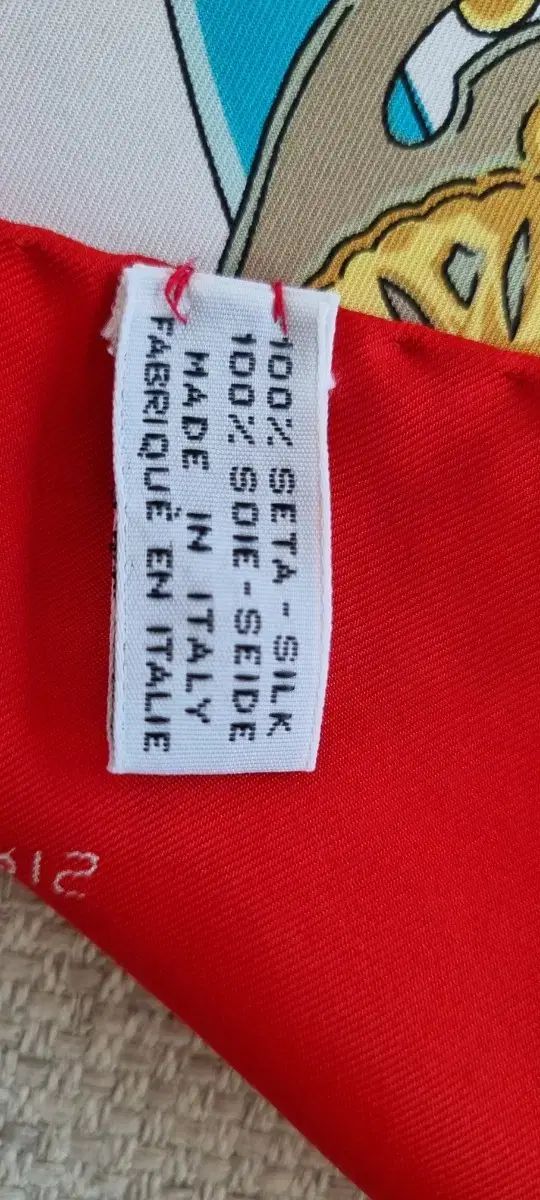 100% SETA - SILK
100% SOIE - SEIDE
MADE IN ITALY
FABRIQUÉ EN ITALIE